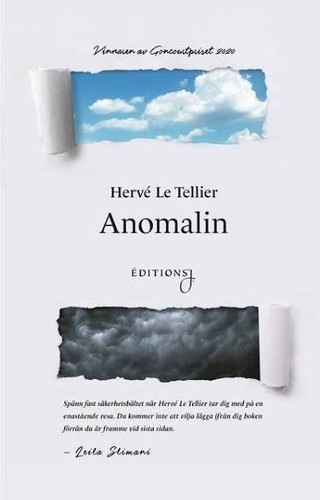 Vinnaren av Goncourtpriset 2020
Hervé Le Tellier
Anomalin
ÉDITIONS J
Spänn fast säkerhetsbältet när Hervé Le Tellier tar dig med på en
enastående resa. Du kommer inte att vilja lägga ifrån dig boken
förrän du är framme vid sista sidan.
– Leïla Slimani